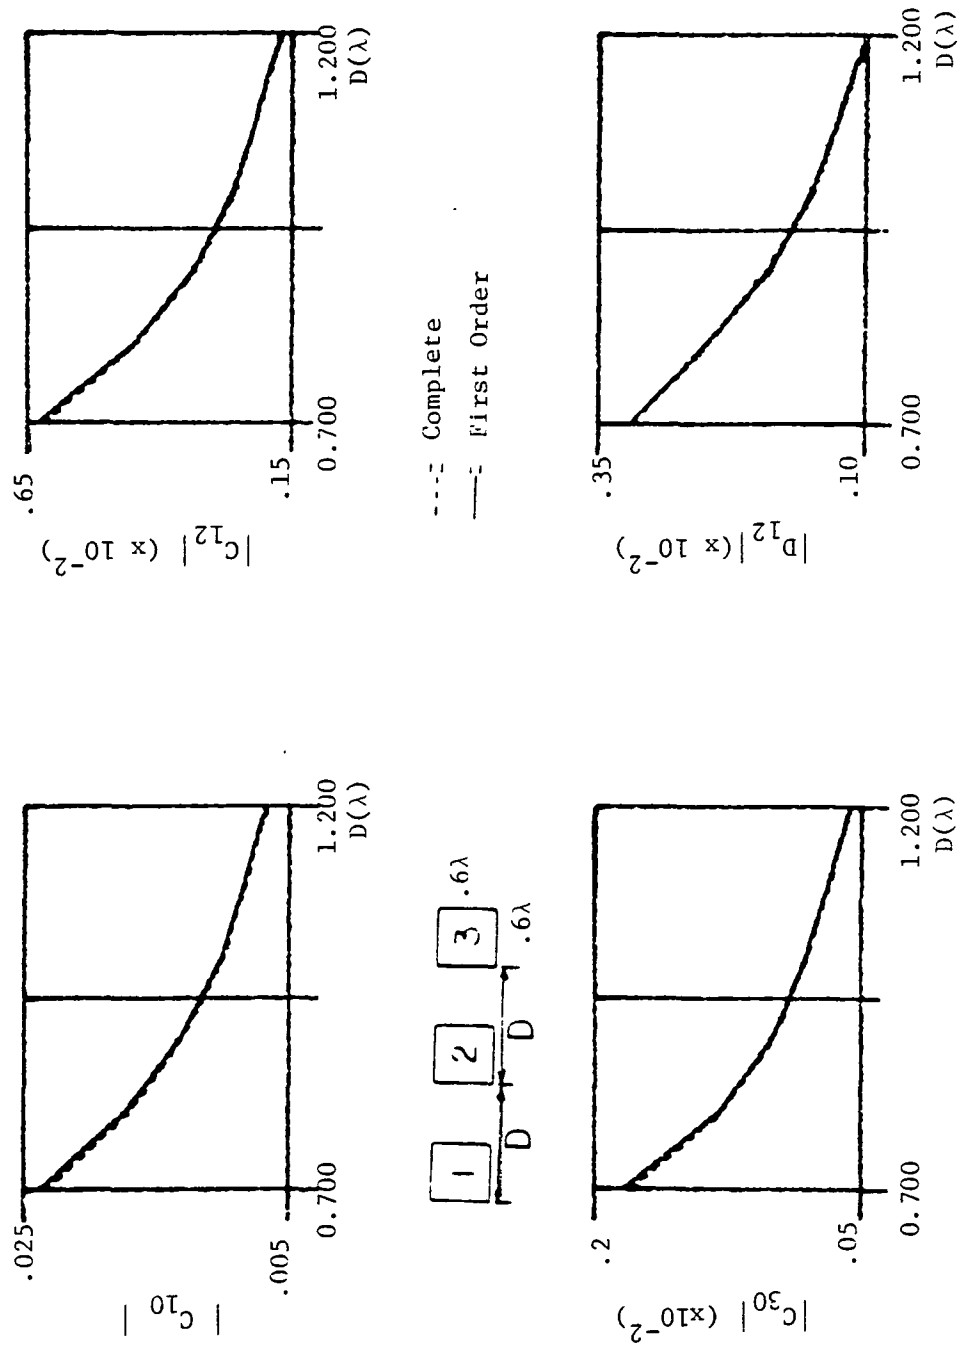 .025
| C₁₀ |
.005
0.700
1.200
D(λ)
.65
|C₁₂| (x 10⁻²)
.15
0.700
1.200
D(λ)
1
2
3
.6λ
.6λ
D
D
---: Complete
—: First Order
.2
|C₃₀| (x10⁻²)
.05
0.700
1.200
D(λ)
.35
|D₁₂| (x 10⁻²)
.10
0.700
1.200
D(λ)